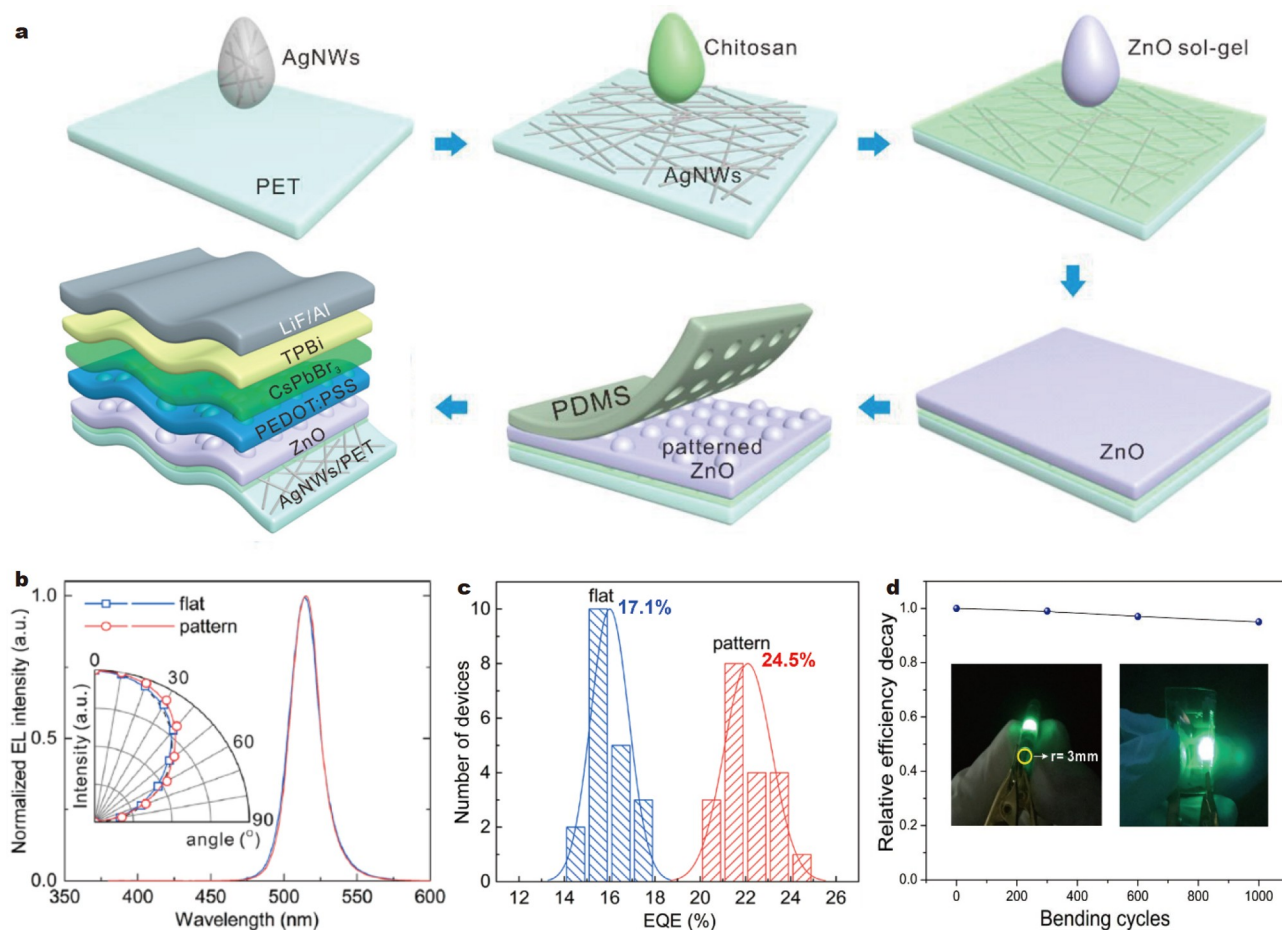 a
AgNWs
Chitosan
ZnO sol-gel
PET
AgNWs
LiF/Al
TPBi
CsPbBr₃
PEDOT:PSS
ZnO
AgNWs/PET
PDMS
patterned
ZnO
ZnO
b
Normalized EL intensity (a.u.)
1.0
0.5
0.0
flat
pattern
0
30
60
90
Intensity (a.u.)
angle (°)
350 400 450 500 550 600
Wavelength (nm)
c
Number of devices
10
8
6
4
2
0
flat
17.1%
pattern
24.5%
12 14 16 18 20 22 24 26
EQE (%)
d
Relative efficiency decay
1.0
0.8
0.6
0.4
0.2
0.0
r= 3mm
0 200 400 600 800 1000
Bending cycles